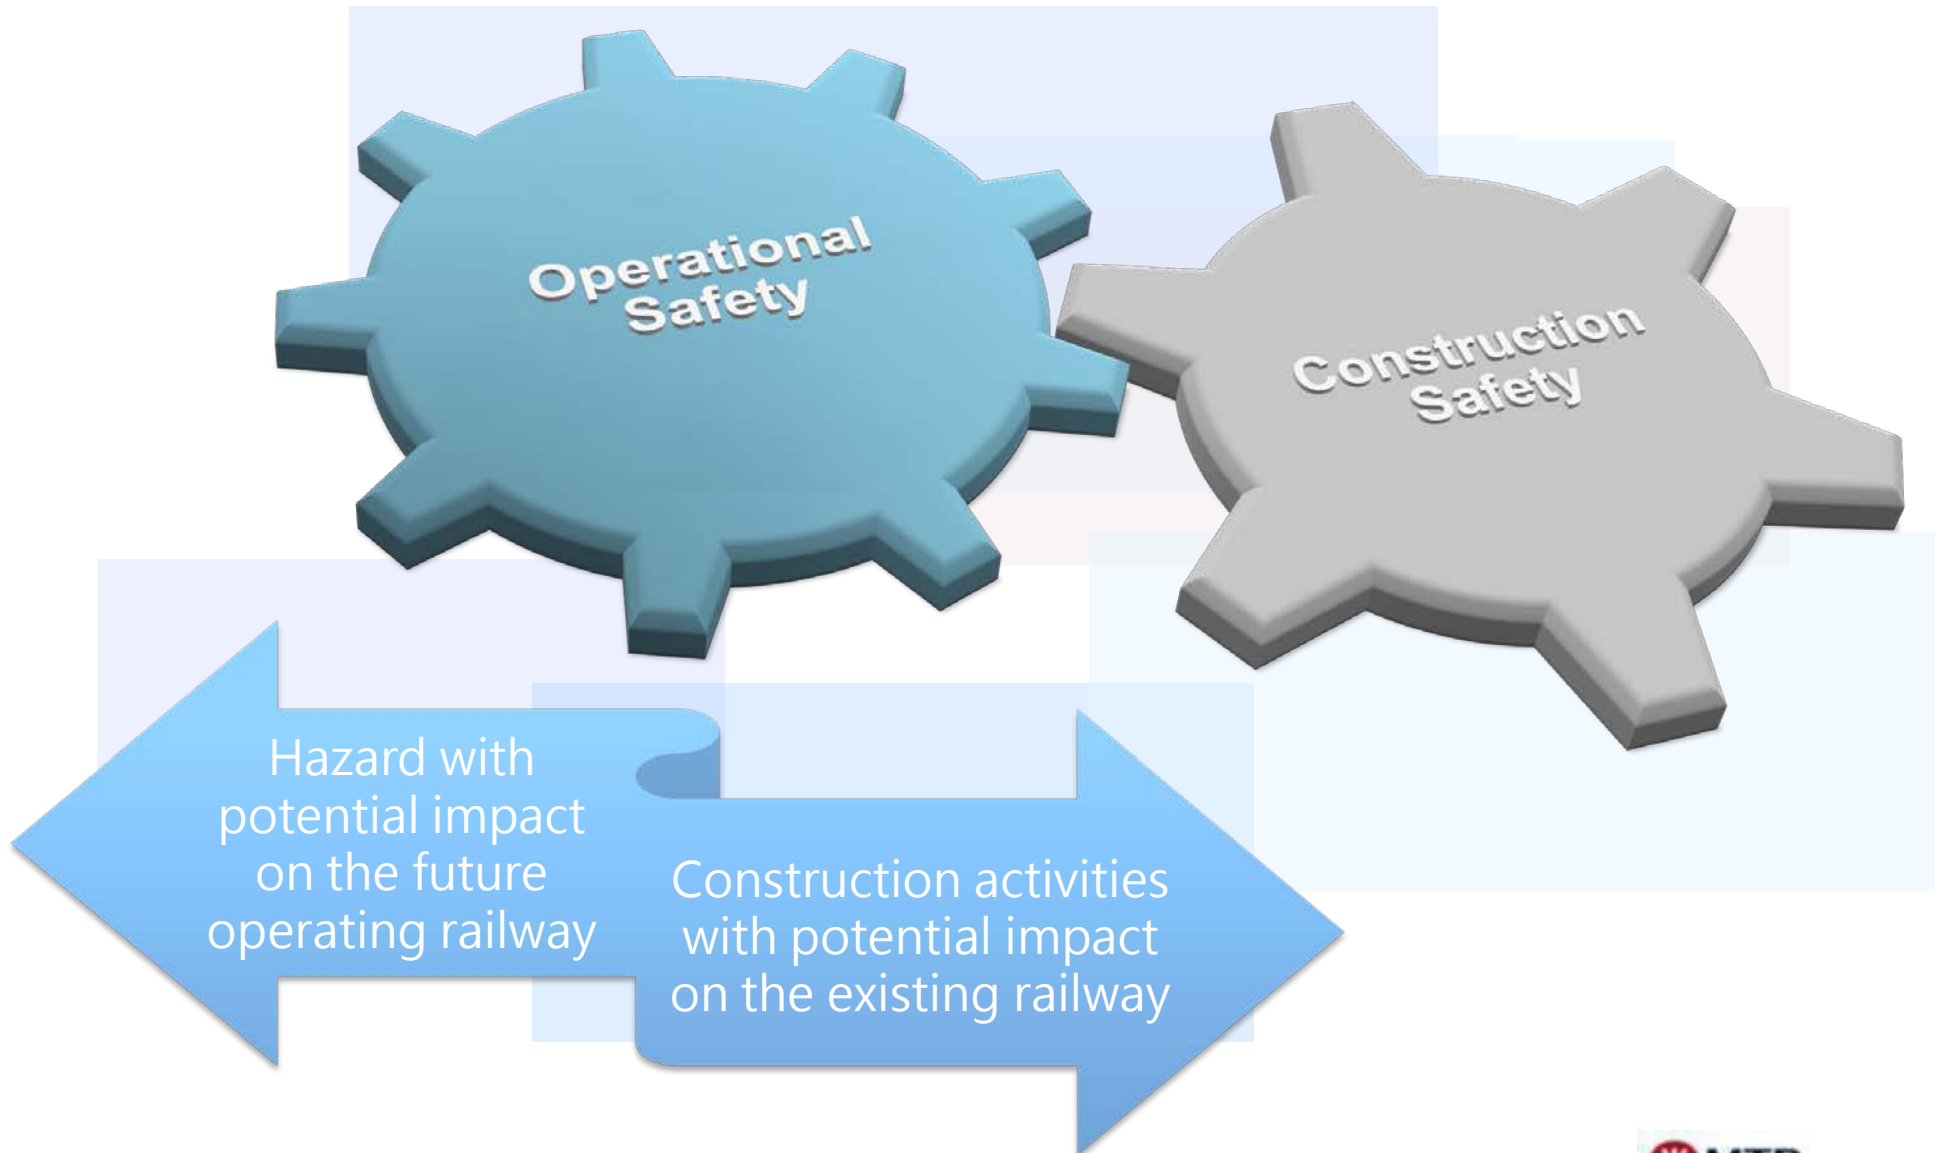 Operational
Safety
Construction
Safety
Hazard with
potential impact
on the future
operating railway
Construction activities
with potential impact
on the existing railway
MTR